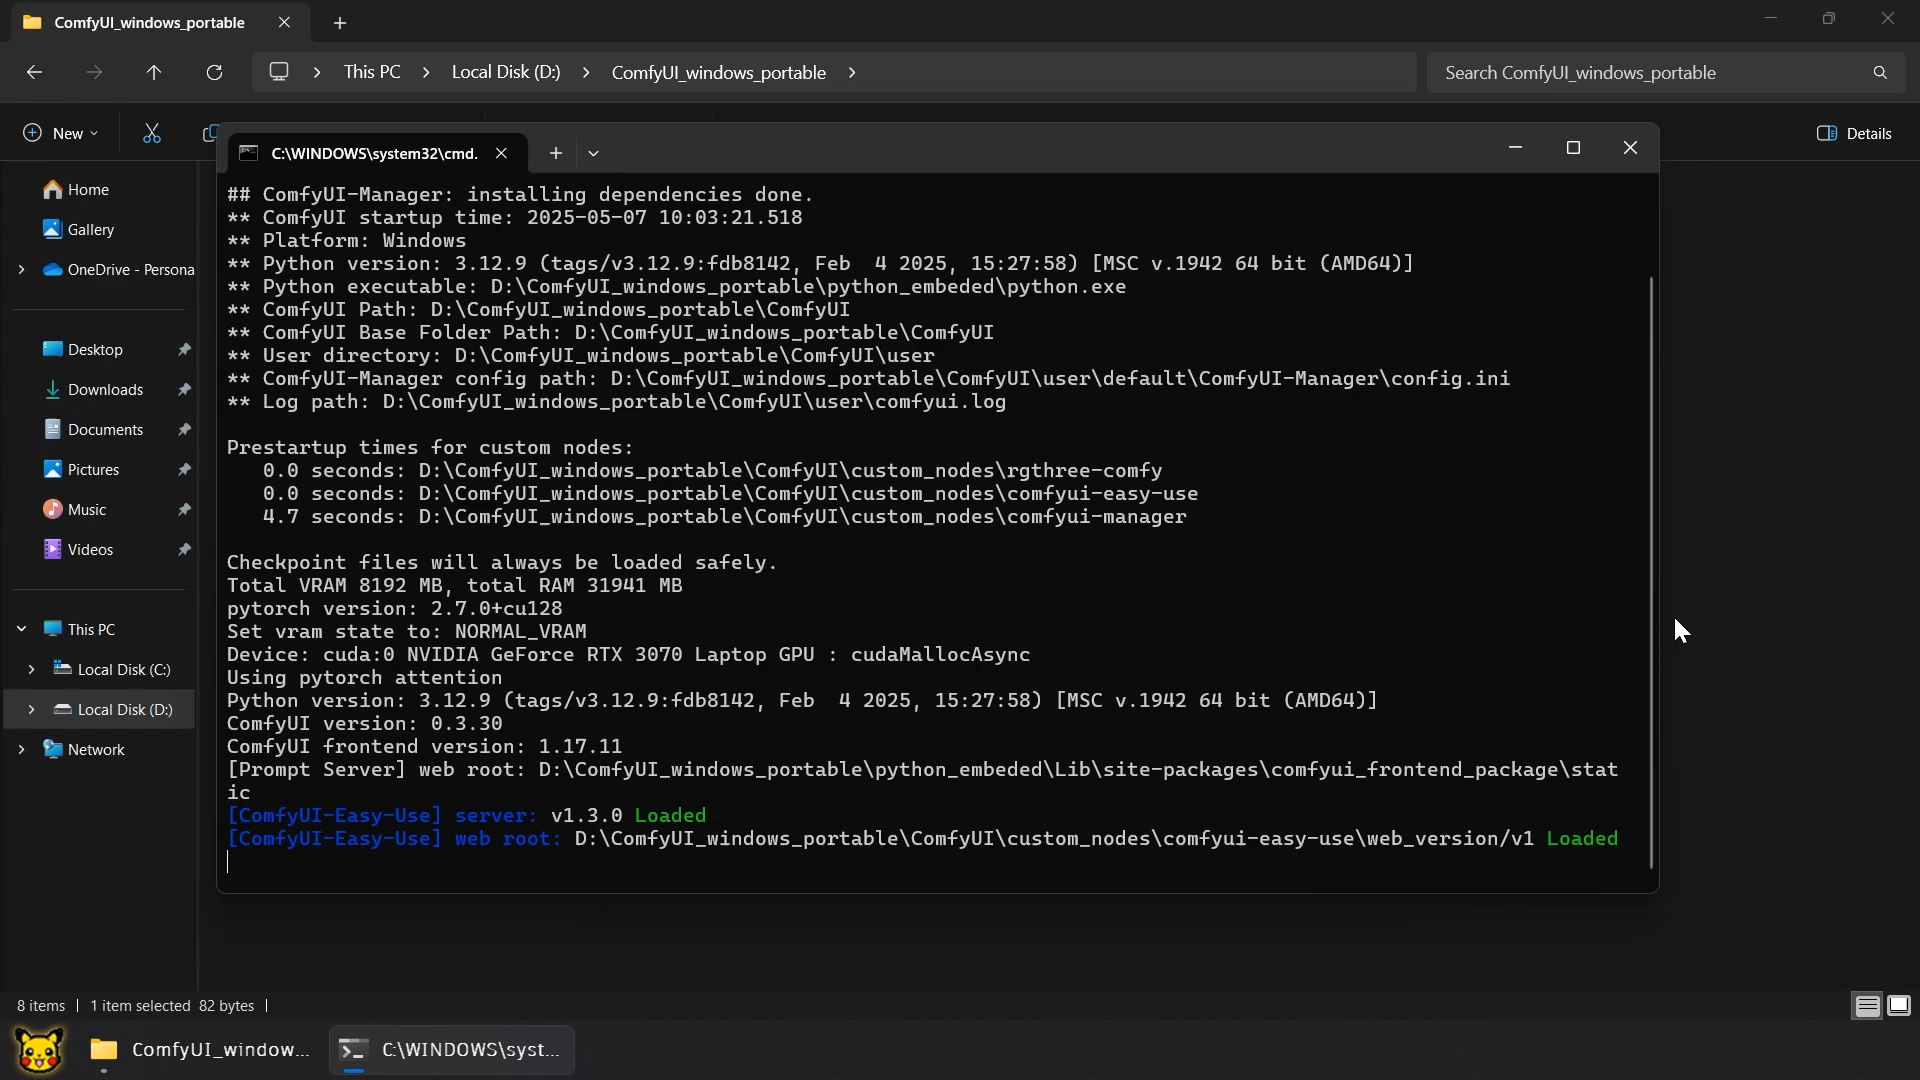 ComfyUI_windows_portable
This PC
Local Disk (D:)
ComfyUI_windows_portable
Search ComfyUI_windows_portable
New
Details
C:\WINDOWS\system32\cmd.
Home
Gallery
OneDrive - Persona
Desktop
Downloads
Documents
Pictures
Music
Videos
This PC
Local Disk (C:)
Local Disk (D:)
Network
## ComfyUI-Manager: installing dependencies done.
** ComfyUI startup time: 2025-05-07 10:03:21.518
** Platform: Windows
** Python version: 3.12.9 (tags/v3.12.9:fdb8142, Feb  4 2025, 15:27:58) [MSC v.1942 64 bit (AMD64)]
** Python executable: D:\ComfyUI_windows_portable\python_embeded\python.exe
** ComfyUI Path: D:\ComfyUI_windows_portable\ComfyUI
** ComfyUI Base Folder Path: D:\ComfyUI_windows_portable\ComfyUI
** User directory: D:\ComfyUI_windows_portable\ComfyUI\user
** ComfyUI-Manager config path: D:\ComfyUI_windows_portable\ComfyUI\user\default\ComfyUI-Manager\config.ini
** Log path: D:\ComfyUI_windows_portable\ComfyUI\user\comfyui.log
Prestartup times for custom nodes:
0.0 seconds: D:\ComfyUI_windows_portable\ComfyUI\custom_nodes\rgthree-comfy
0.0 seconds: D:\ComfyUI_windows_portable\ComfyUI\custom_nodes\comfyui-easy-use
4.7 seconds: D:\ComfyUI_windows_portable\ComfyUI\custom_nodes\comfyui-manager
Checkpoint files will always be loaded safely.
Total VRAM 8192 MB, total RAM 31941 MB
pytorch version: 2.7.0+cu128
Set vram state to: NORMAL_VRAM
Device: cuda:0 NVIDIA GeForce RTX 3070 Laptop GPU : cudaMallocAsync
Using pytorch attention
Python version: 3.12.9 (tags/v3.12.9:fdb8142, Feb  4 2025, 15:27:58) [MSC v.1942 64 bit (AMD64)]
ComfyUI version: 0.3.30
ComfyUI frontend version: 1.17.11
[Prompt Server] web root: D:\ComfyUI_windows_portable\python_embeded\Lib\site-packages\comfyui_frontend_package\stat
ic
[ComfyUI-Easy-Use] server: v1.3.0 Loaded
[ComfyUI-Easy-Use] web root: D:\ComfyUI_windows_portable\ComfyUI\custom_nodes\comfyui-easy-use\web_version/v1 Loaded
8 items
1 item selected 82 bytes
ComfyUI_window...
C:\WINDOWS\syst...